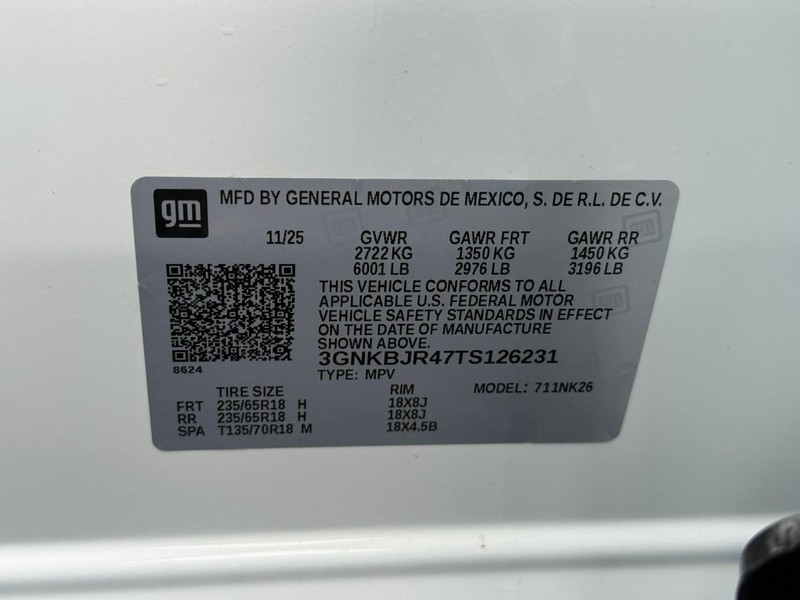 gm MFD BY GENERAL MOTORS DE MEXICO, S. DE R.L. DE C.V.
11/25 GVWR GAWR FRT GAWR RR
2722 KG 1350 KG 1450 KG
6001 LB 2976 LB 3196 LB
THIS VEHICLE CONFORMS TO ALL
APPLICABLE U.S. FEDERAL MOTOR
VEHICLE SAFETY STANDARDS IN EFFECT
ON THE DATE OF MANUFACTURE
SHOWN ABOVE.
3GNKBJR47TS126231
8624
TYPE: MPV MODEL: 711NK26
TIRE SIZE RIM
FRT 235/65R18 H 18X8J
RR 235/65R18 H 18X8J
SPA T135/70R18 M 18X4.5B